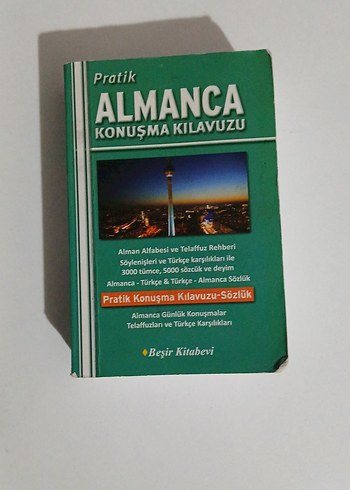 Pratik
ALMANCA
KONUŞMA KILAVUZU
Alman Alfabesi ve Telaffuz Rehberi
Söylenişleri ve Türkçe karşılıkları ile
3000 tümce, 5000 sözcük ve deyim
Almanca - Türkçe & Türkçe - Almanca Sözlük
Pratik Konuşma Kılavuzu-Sözlük
Almanca Günlük Konuşmalar
Telaffuzları ve Türkçe Karşılıkları
Beşir Kitabevi